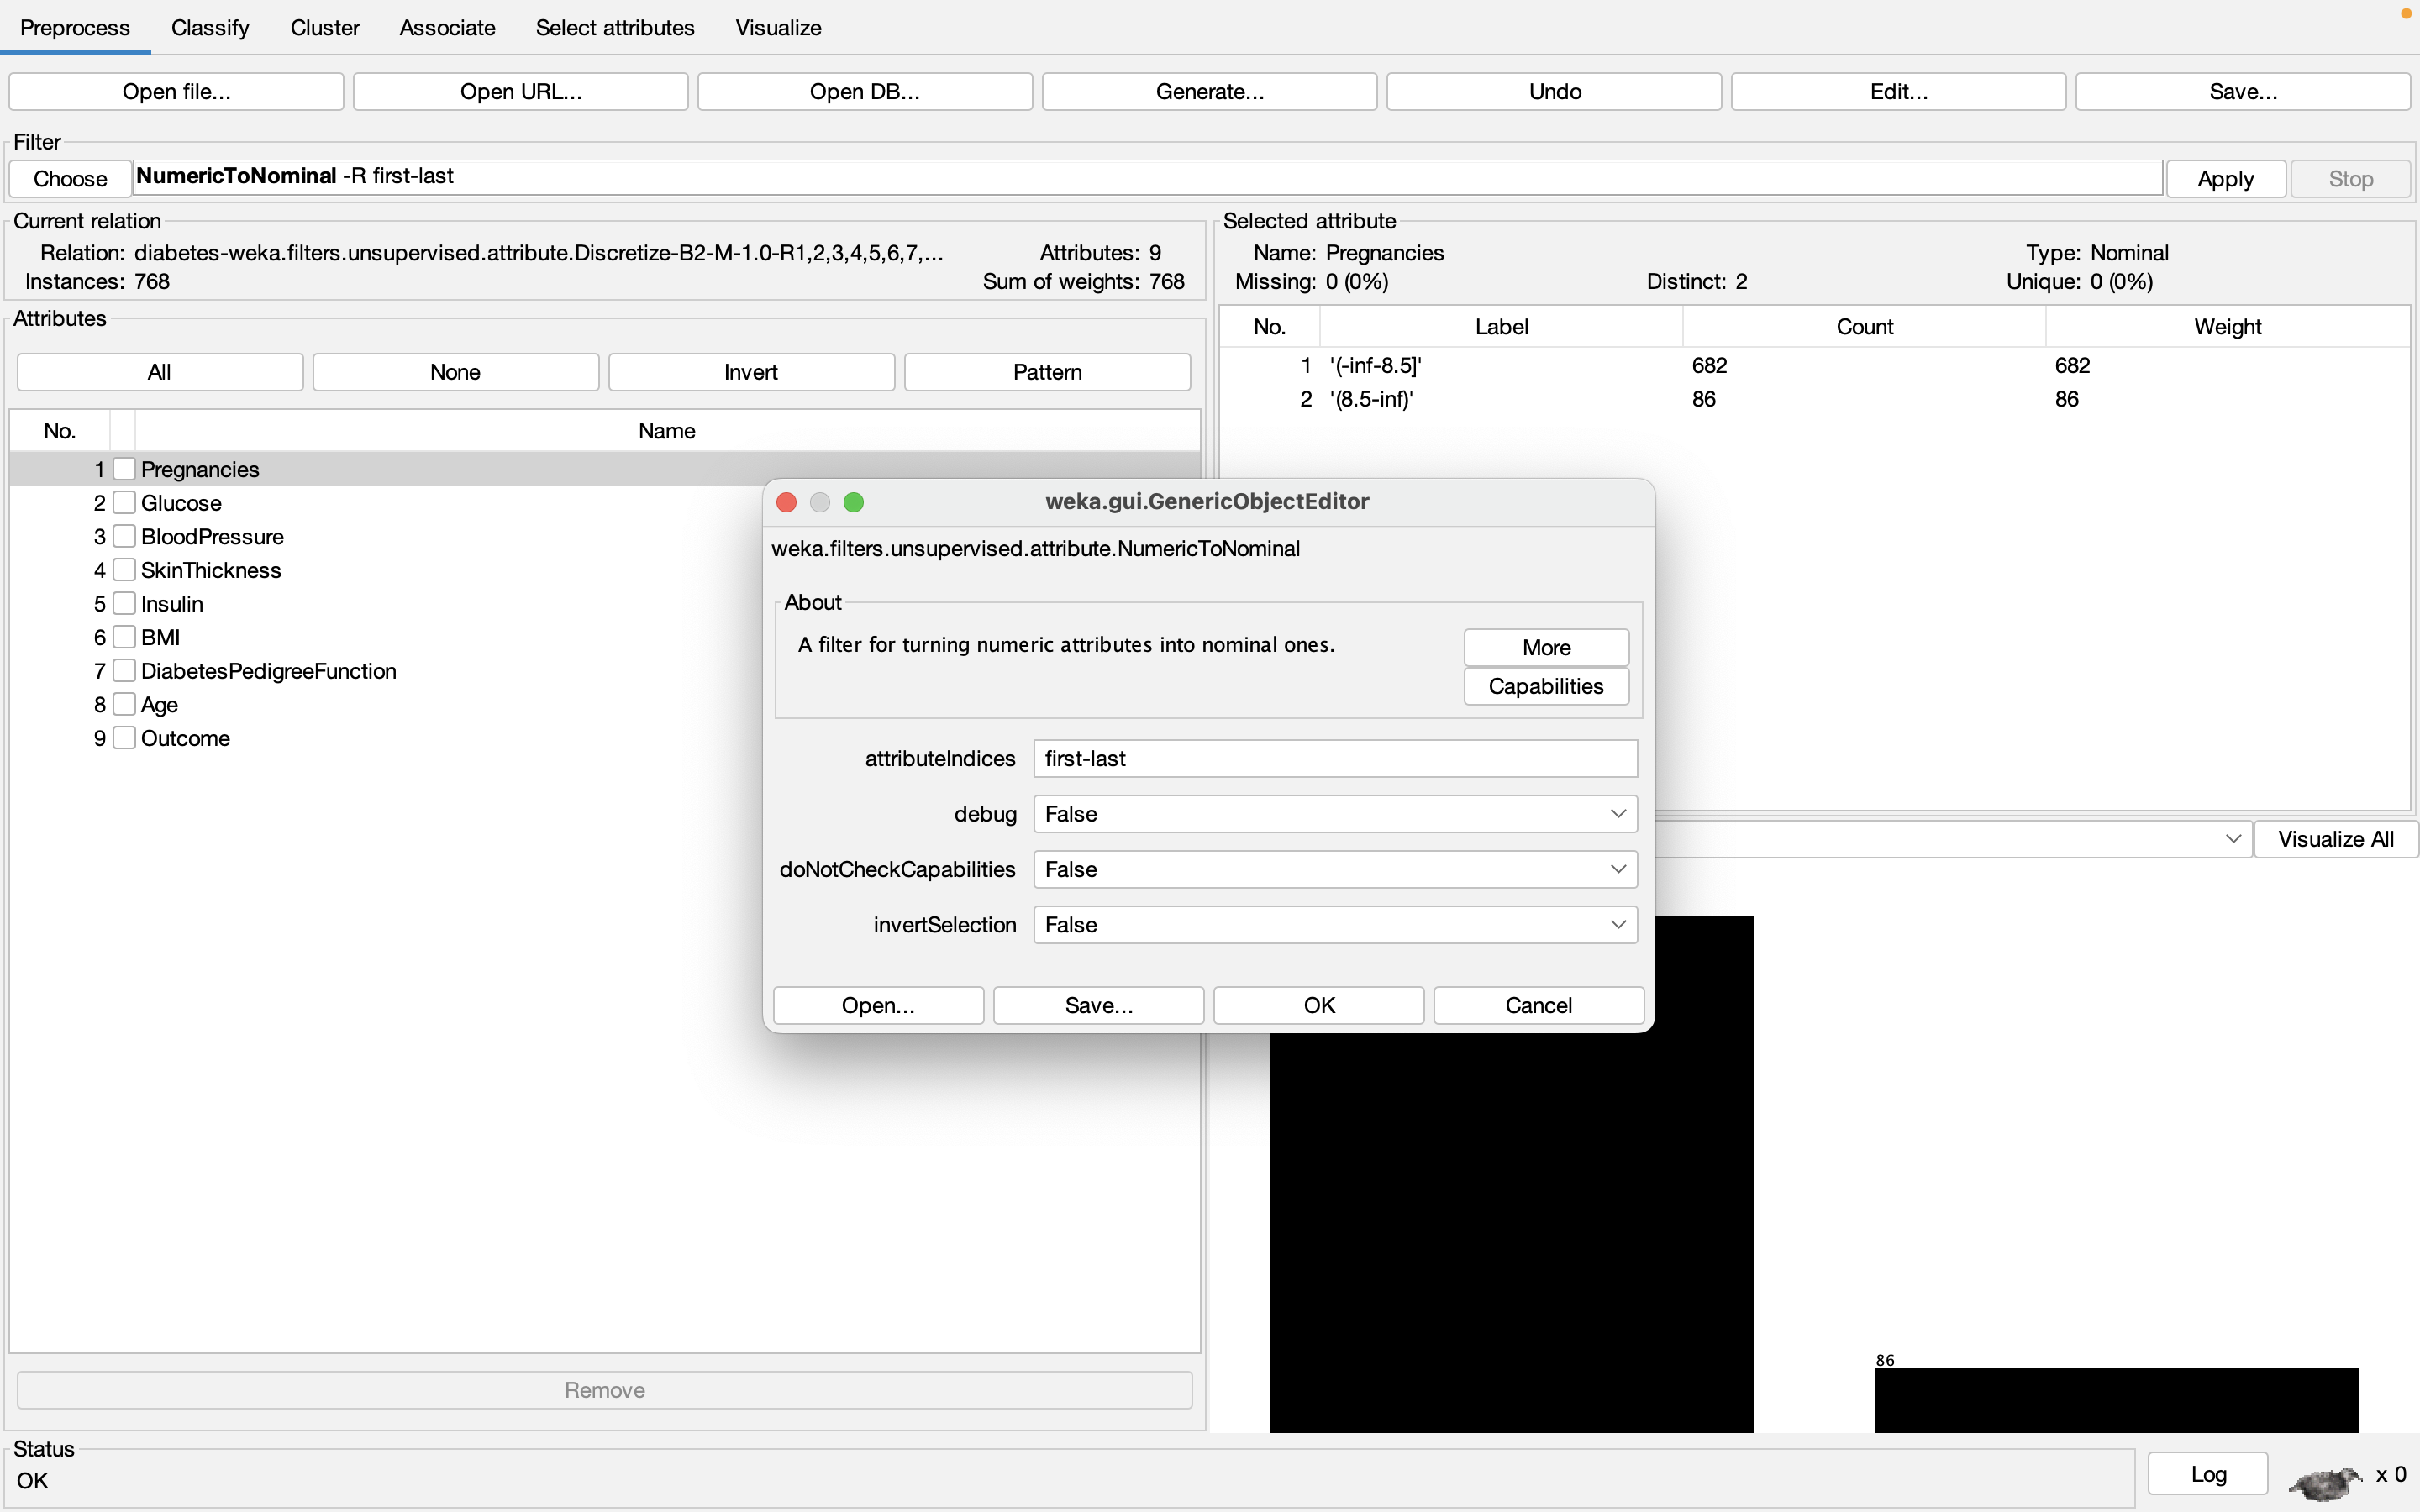 Preprocess Classify Cluster Associate Select attributes Visualize
Open file... Open URL... Open DB... Generate... Undo Edit... Save...
Filter
Choose NumericToNominal -R first-last Apply Stop
Current relation
Relation: diabetes-weka.filters.unsupervised.attribute.Discretize-B2-M-1.0-R1,2,3,4,5,6,7,... Attributes: 9
Instances: 768 Sum of weights: 768
Attributes
All None Invert Pattern
No. Name
1 Pregnancies
2 Glucose
3 BloodPressure
4 SkinThickness
5 Insulin
6 BMI
7 DiabetesPedigreeFunction
8 Age
9 Outcome
Remove
Selected attribute
Name: Pregnancies Type: Nominal
Missing: 0 (0%) Distinct: 2 Unique: 0 (0%)
No. Label Count Weight
1 '(-inf-8.5]' 682 682
2 '(8.5-inf)' 86 86
weka.gui.GenericObjectEditor
weka.filters.unsupervised.attribute.NumericToNominal
About
A filter for turning numeric attributes into nominal ones.
More
Capabilities
attributeIndices first-last
debug False
doNotCheckCapabilities False
invertSelection False
Open... Save... OK Cancel
Visualize All
86
Status
OK
Log x 0